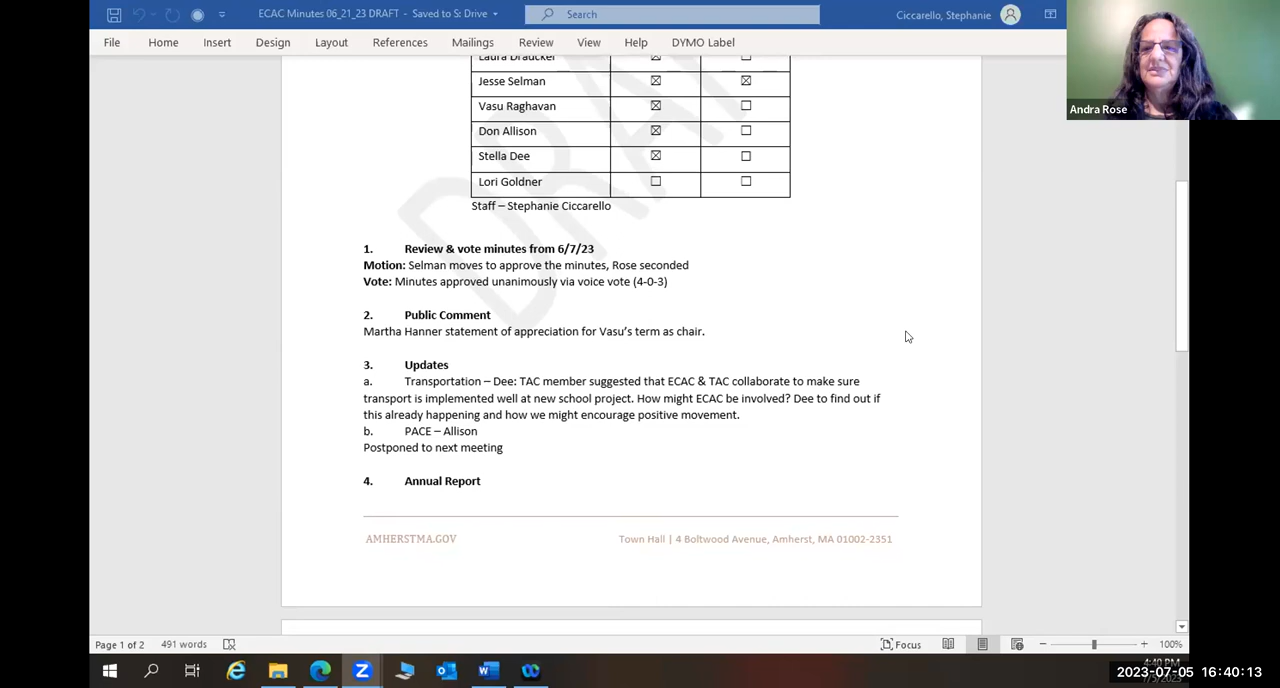 ECAC Minutes 06_21_23 DRAFT - Saved to S: Drive
Search
Ciccarello, Stephanie
File Home Insert Design Layout References Mailings Review View Help DYMO Label
Andra Rose
Laura Draucker ☒ ☐
Jesse Selman ☒ ☒
Vasu Raghavan ☒ ☐
Don Allison ☒ ☐
Stella Dee ☒ ☐
Lori Goldner ☐ ☐
Staff – Stephanie Ciccarello
DRAFT
1. Review & vote minutes from 6/7/23
Motion: Selman moves to approve the minutes, Rose seconded
Vote: Minutes approved unanimously via voice vote (4-0-3)
2. Public Comment
Martha Hanner statement of appreciation for Vasu's term as chair.
3. Updates
a. Transportation – Dee: TAC member suggested that ECAC & TAC collaborate to make sure
transport is implemented well at new school project. How might ECAC be involved? Dee to find out if
this already happening and how we might encourage positive movement.
b. PACE – Allison
Postponed to next meeting
4. Annual Report
AMHERSTMA.GOV
Town Hall | 4 Boltwood Avenue, Amherst, MA 01002-2351
Page 1 of 2 491 words
Focus
100%
4:40 PM
2023-07-05 16:40:13